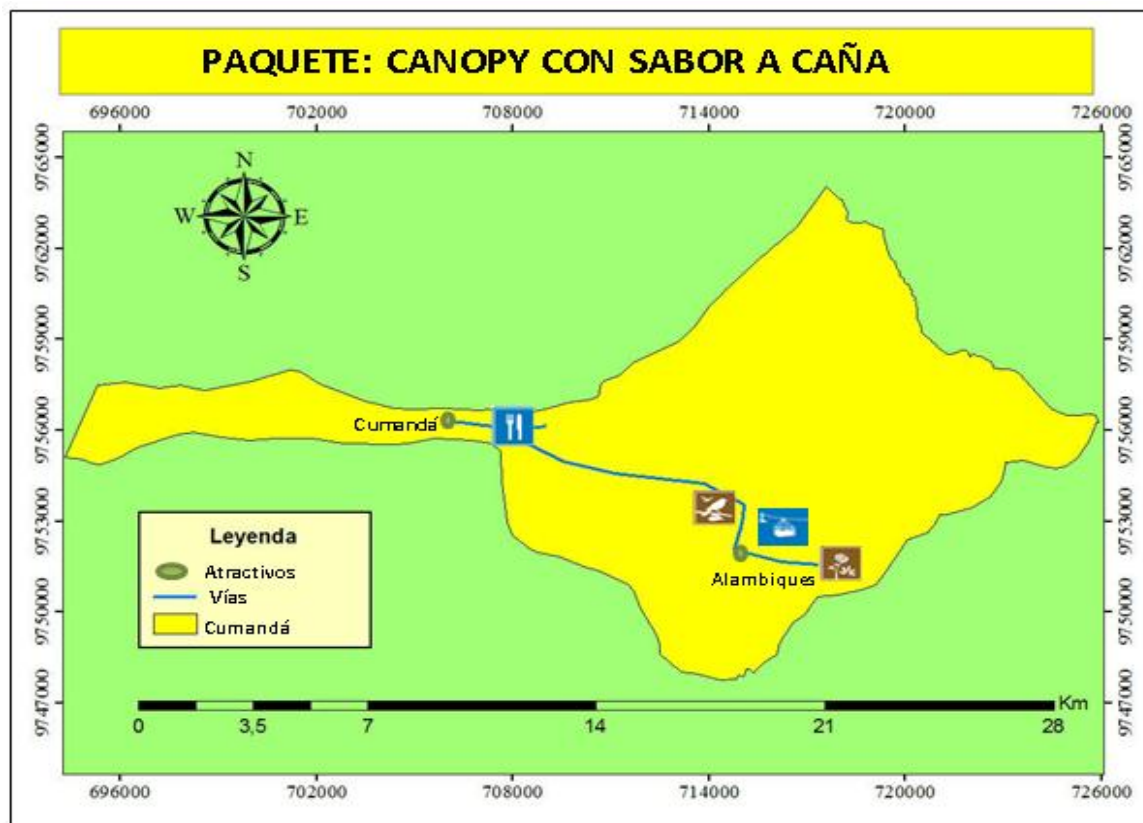 PAQUETE: CANOPY CON SABOR A CAÑA
696000 702000 708000 714000 720000 726000
9765000 9765000
N
W E
S
9762000 9762000
9759000 9759000
9756000 Cumandá 9756000
9753000 9753000
Alambiques
Leyenda
Atractivos
Vías
Cumandá
9750000 9750000
9747000 9747000
Km
0 3,5 7 14 21 28
696000 702000 708000 714000 720000 726000